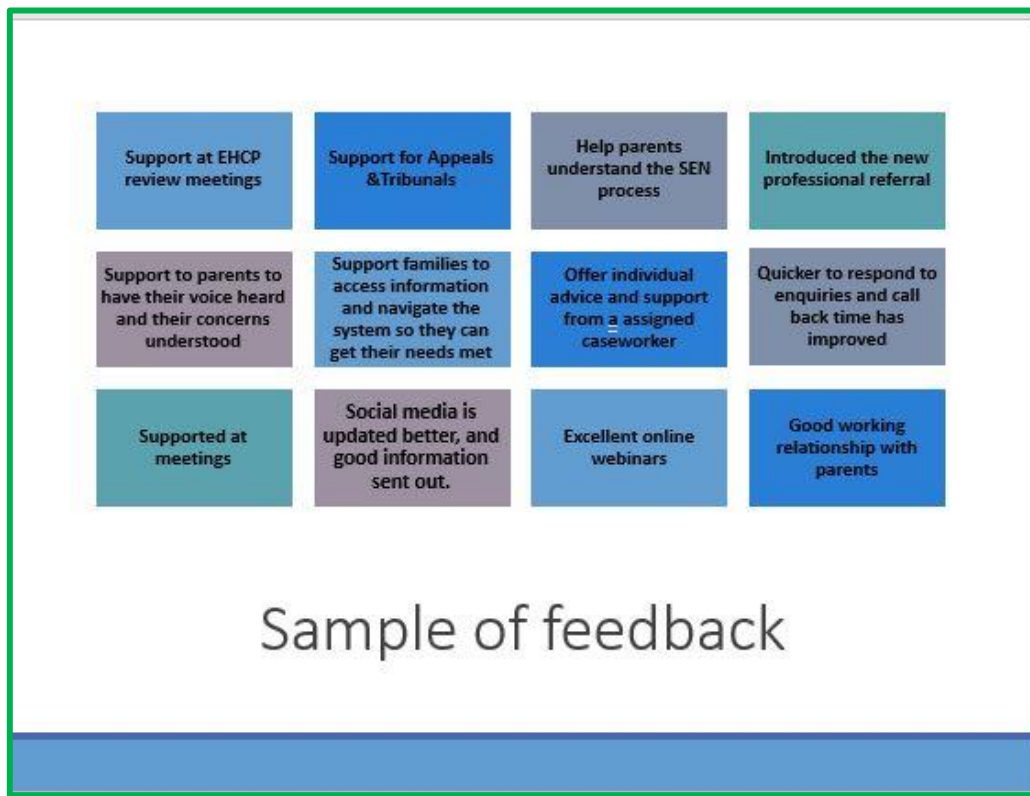 Support at EHCP
review meetings
Support for Appeals
&Tribunals
Help parents
understand the SEN
process
Introduced the new
professional referral
Support to parents to
have their voice heard
and their concerns
understood
Support families to
access information
and navigate the
system so they can
get their needs met
Offer individual
advice and support
from a assigned
caseworker
Quicker to respond to
enquiries and call
back time has
improved
Supported at
meetings
Social media is
updated better, and
good information
sent out.
Excellent online
webinars
Good working
relationship with
parents
Sample of feedback